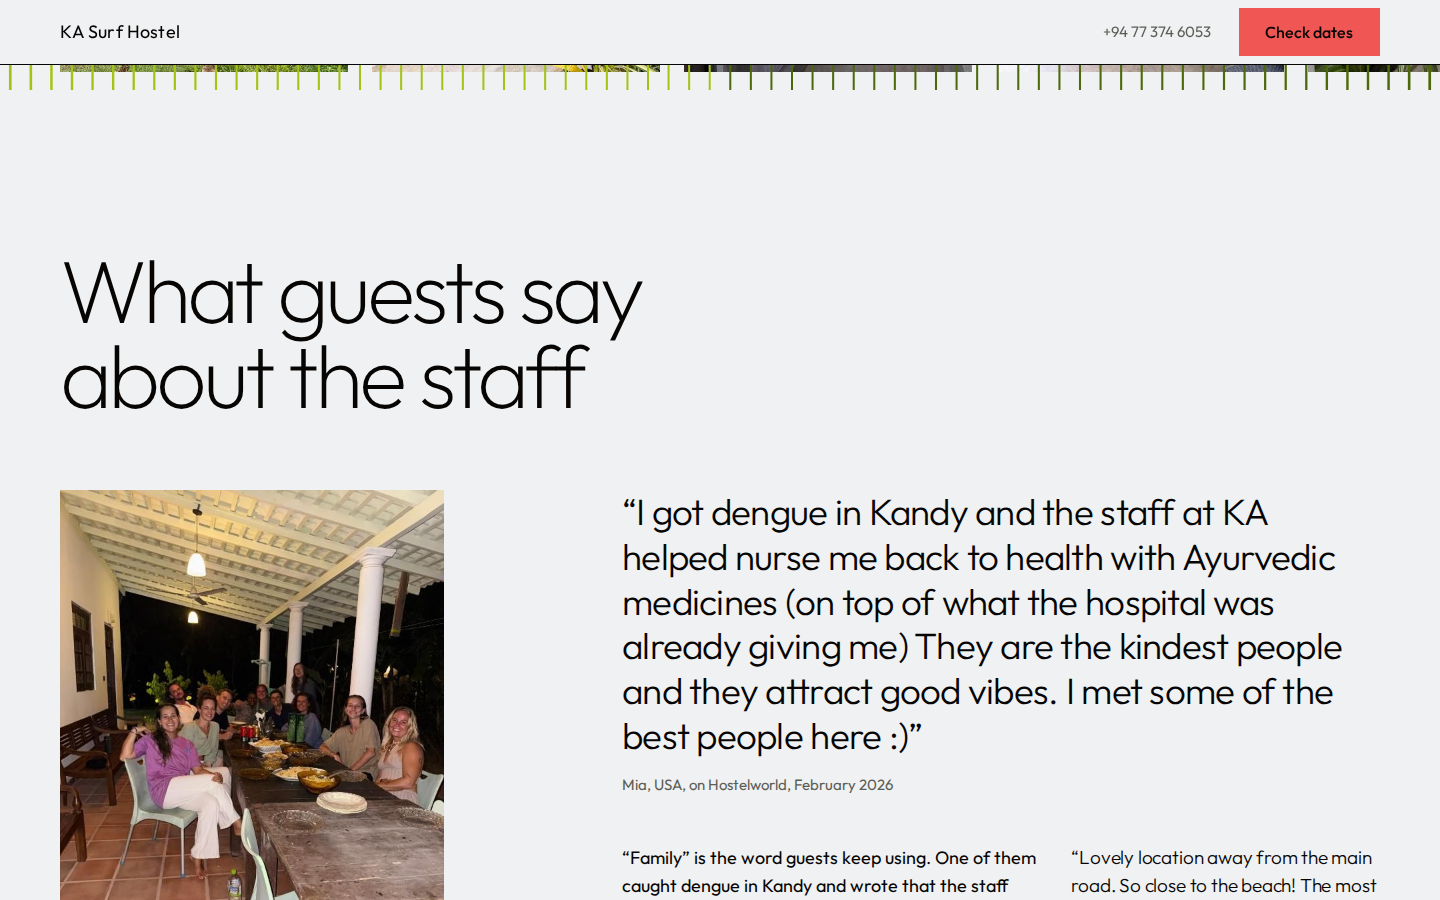 KA Surf Hostel
+94 77 374 6053
Check dates
What guests say
about the staff
“I got dengue in Kandy and the staff at KA
helped nurse me back to health with Ayurvedic
medicines (on top of what the hospital was
already giving me) They are the kindest people
and they attract good vibes. I met some of the
best people here :)”
Mia, USA, on Hostelworld, February 2026
“Family” is the word guests keep using. One of them
caught dengue in Kandy and wrote that the staff
“Lovely location away from the main
road. So close to the beach! The most